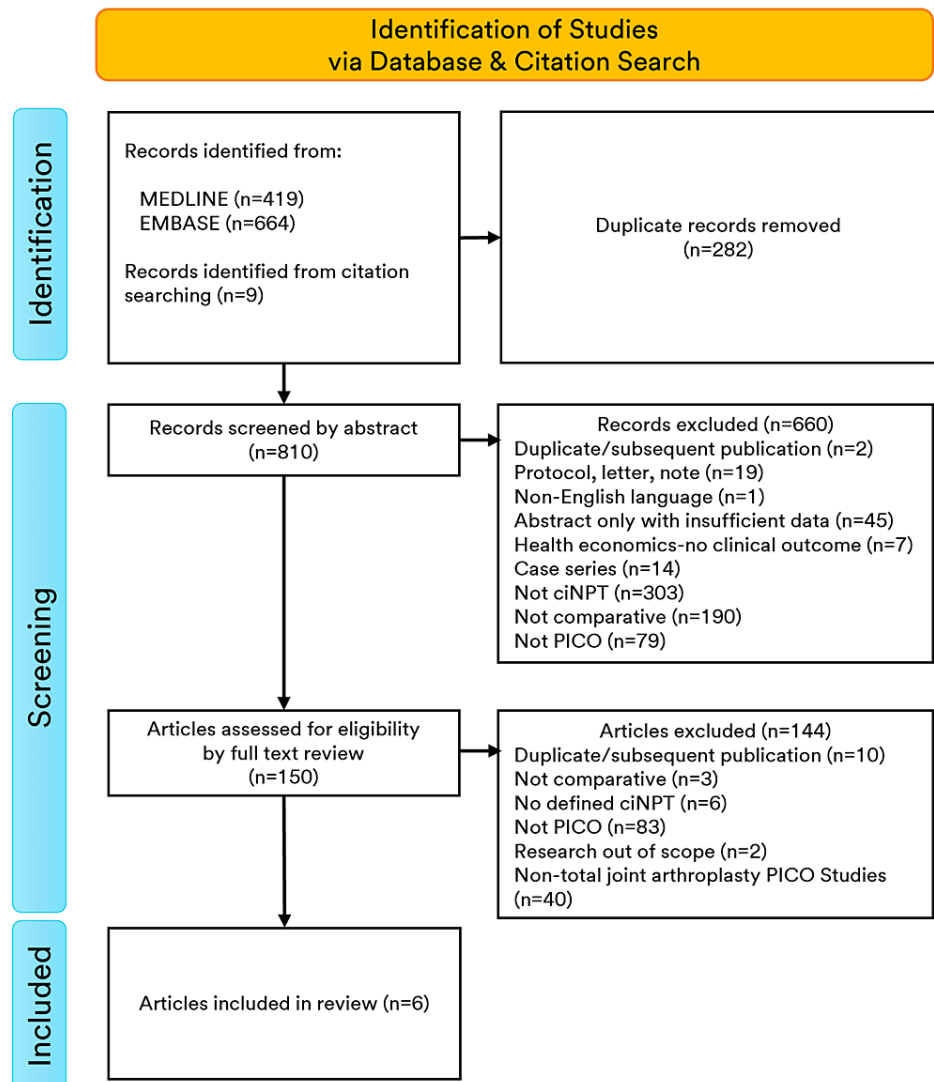 Identification of Studies
via Database & Citation Search
Identification
Records identified from:
MEDLINE (n=419)
EMBASE (n=664)
Records identified from citation
searching (n=9)
Duplicate records removed
(n=282)
Screening
Records screened by abstract
(n=810)
Records excluded (n=660)
Duplicate/subsequent publication (n=2)
Protocol, letter, note (n=19)
Non-English language (n=1)
Abstract only with insufficient data (n=45)
Health economics-no clinical outcome (n=7)
Case series (n=14)
Not ciNPT (n=303)
Not comparative (n=190)
Not PICO (n=79)
Articles assessed for eligibility
by full text review
(n=150)
Articles excluded (n=144)
Duplicate/subsequent publication (n=10)
Not comparative (n=3)
No defined ciNPT (n=6)
Not PICO (n=83)
Research out of scope (n=2)
Non-total joint arthroplasty PICO Studies
(n=40)
Included
Articles included in review (n=6)